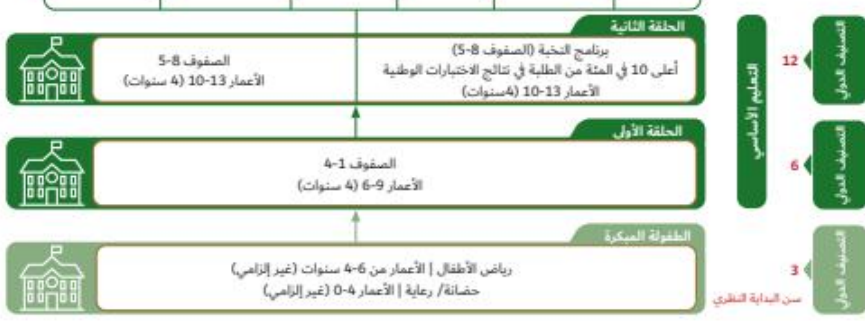 الحلقة الثانية
برنامج النخبة (الصفوف 8-5)
أعلى 10 في المئة من الطلبة في نتائج الاختبارات الوطنية
الأعمار 13-10 (4سنوات)
الصفوف 8-5
الأعمار 13-10 (4 سنوات)
التصنيف الدولي
12
التعليم الأساسي
الحلقة الأولى
الصفوف 1-4
الأعمار 9-6 (4 سنوات)
التصنيف الدولي
6
الطفولة المبكرة
رياض الأطفال | الأعمار من 6-4 سنوات (غير إلزامي)
حضانة/ رعاية | الأعمار 4-0 (غير إلزامي)
التصنيف الدولي
3
سن البداية النظري